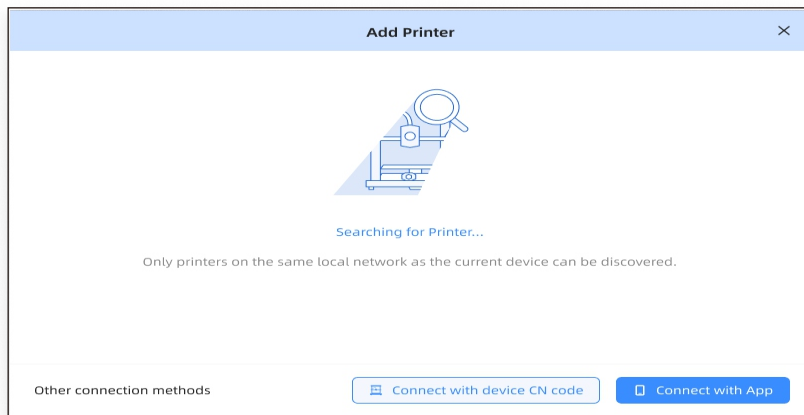 Add Printer
Searching for Printer...
Only printers on the same local network as the current device can be discovered.
Other connection methods
Connect with device CN code
Connect with App